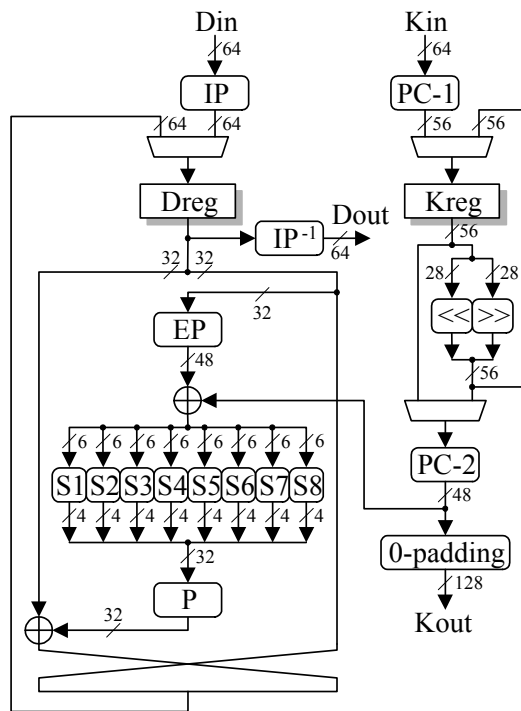 Din Kin
64 64
IP PC-1
64 64 56 56
Dreg Kreg
IP-1 Dout
64
56
32 32
28 28
32
<< >>
EP
48
56
6 6 6 6 6 6 6 6
PC-2
S1 S2 S3 S4 S5 S6 S7 S8
48
4 4 4 4 4 4 4 4
0-padding
32
128
P
Kout
32